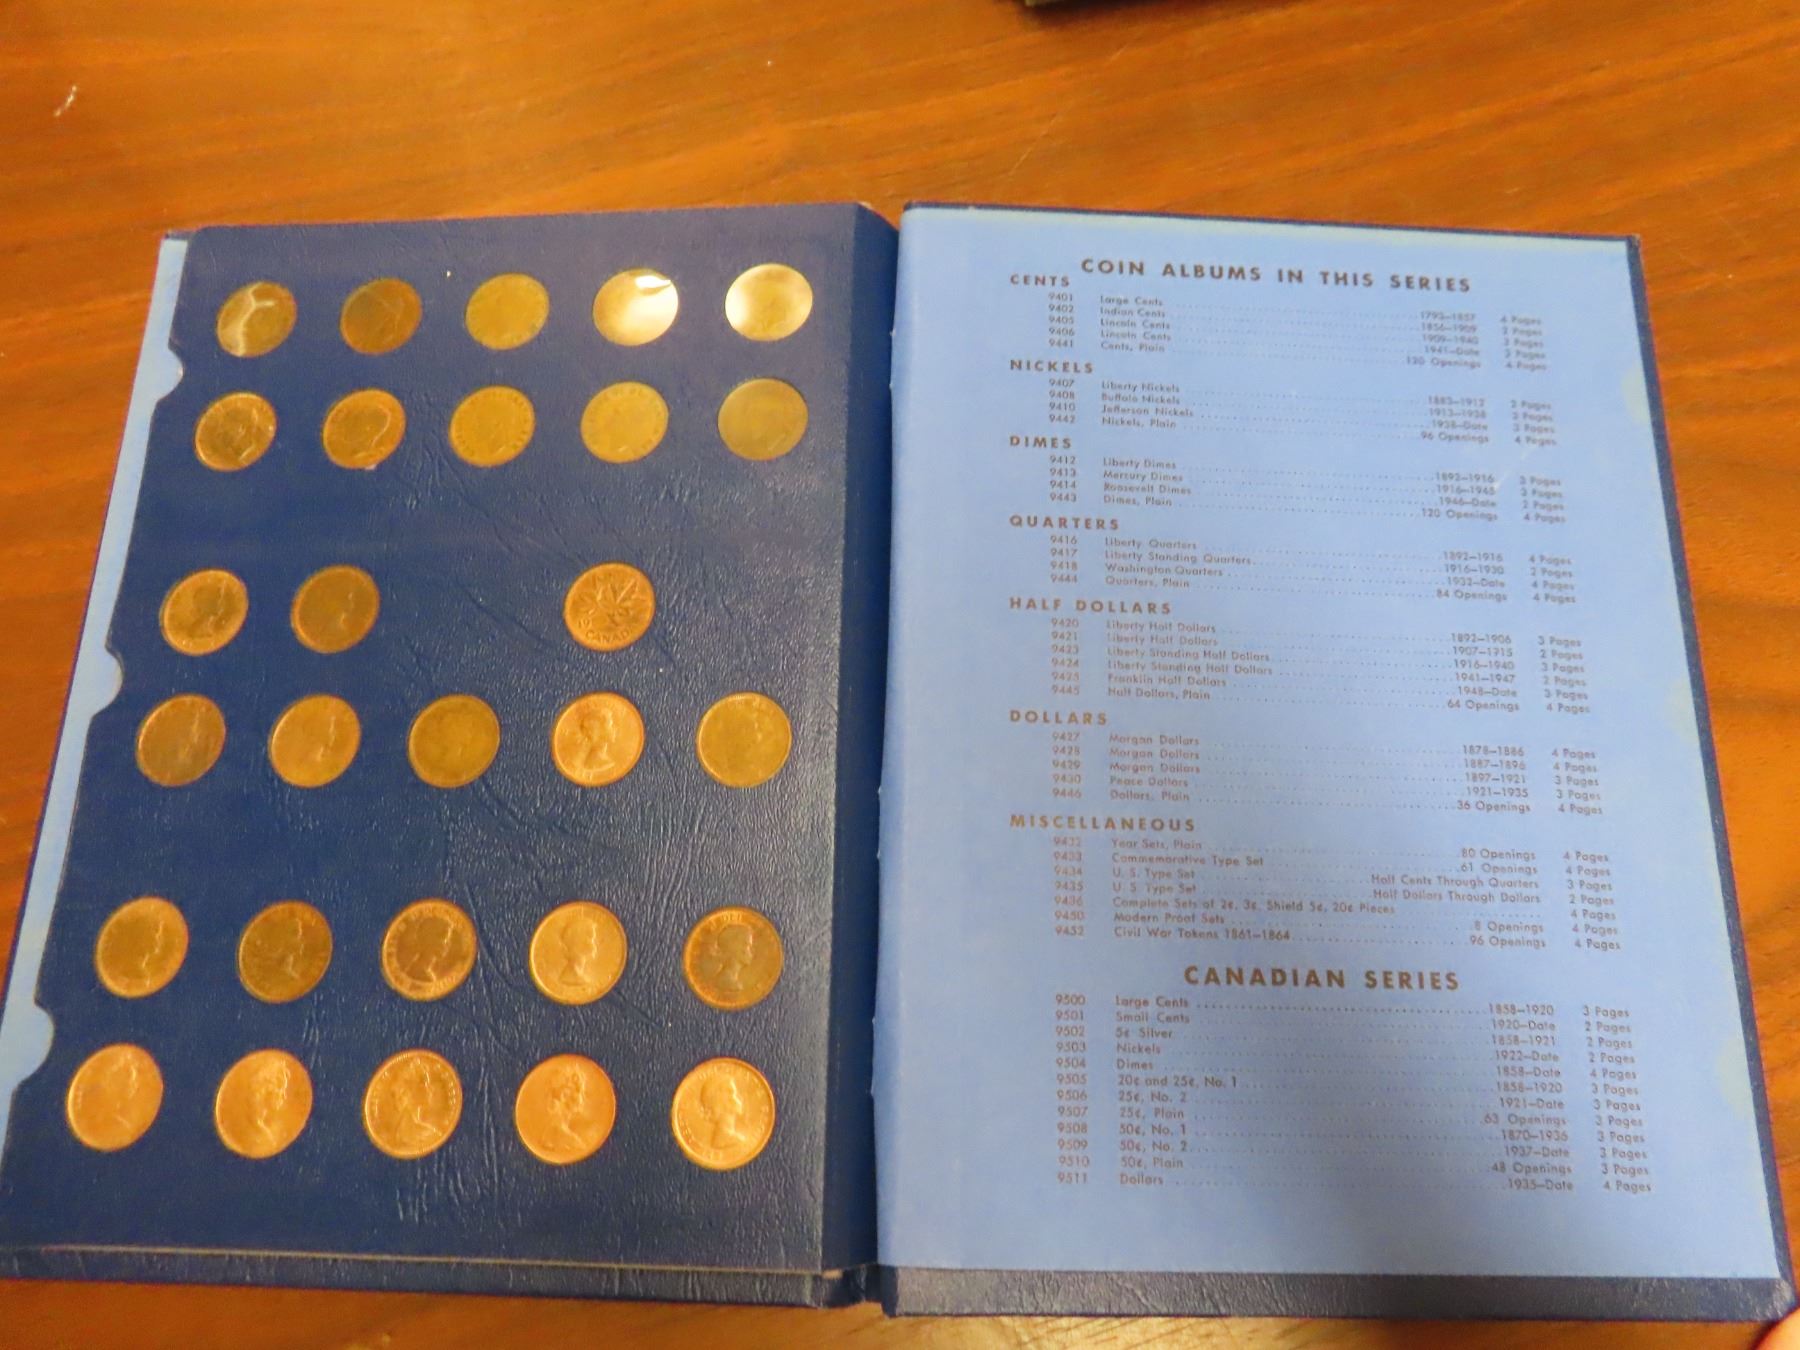 COIN ALBUMS IN THIS SERIES
CENTS
9401 Large Cents 1793–1857 4 Pages
9402 Indian Cents 1856–1909 2 Pages
9405 Lincoln Cents 1909–1940 3 Pages
9406 Lincoln Cents 1941–Date 3 Pages
9441 Cents, Plain 120 Openings 4 Pages
NICKELS
9407 Liberty Nickels 1883–1912 2 Pages
9408 Buffalo Nickels 1913–1938 3 Pages
9410 Jefferson Nickels 1938–Date 3 Pages
9442 Nickels, Plain 96 Openings 4 Pages
DIMES
9412 Liberty Dimes 1892–1916 3 Pages
9413 Mercury Dimes 1916–1945 3 Pages
9414 Roosevelt Dimes 1946–Date 2 Pages
9443 Dimes, Plain 120 Openings 4 Pages
QUARTERS
9416 Liberty Quarters 1892–1916 4 Pages
9417 Liberty Standing Quarters 1916–1930 2 Pages
9418 Washington Quarters 1932–Date 4 Pages
9444 Quarters, Plain 84 Openings 4 Pages
HALF DOLLARS
9420 Liberty Half Dollars 1892–1906 3 Pages
9421 Liberty Half Dollars 1907–1915 2 Pages
9423 Liberty Standing Half Dollars 1916–1940 3 Pages
9424 Liberty Standing Half Dollars 1941–1947 2 Pages
9425 Franklin Half Dollars 1948–Date 3 Pages
9445 Half Dollars, Plain 64 Openings 4 Pages
DOLLARS
9427 Morgan Dollars 1878–1886 4 Pages
9428 Morgan Dollars 1887–1896 4 Pages
9429 Morgan Dollars 1897–1921 3 Pages
9430 Peace Dollars 1921–1935 3 Pages
9446 Dollars, Plain 36 Openings 4 Pages
MISCELLANEOUS
9432 Year Sets, Plain 80 Openings 4 Pages
9433 Commemorative Type Set 61 Openings 4 Pages
9434 U. S. Type Set Half Cents Through Quarters 3 Pages
9435 U. S. Type Set Half Dollars Through Dollars 2 Pages
9436 Complete Sets of 2¢, 3¢, Shield 5¢, 20¢ Pieces 4 Pages
9450 Modern Proof Sets 8 Openings 4 Pages
9452 Civil War Tokens 1861–1864 96 Openings 4 Pages
CANADIAN SERIES
9500 Large Cents 1858–1920 3 Pages
9501 Small Cents 1920–Date 2 Pages
9502 5¢ Silver 1858–1921 2 Pages
9503 Nickels 1922–Date 2 Pages
9504 Dimes 1858–Date 4 Pages
9505 20¢ and 25¢, No. 1 1858–1920 3 Pages
9506 25¢, No. 2 1921–Date 3 Pages
9507 25¢, Plain 63 Openings 3 Pages
9508 50¢, No. 1 1870–1936 3 Pages
9509 50¢, No. 2 1937–Date 3 Pages
9510 50¢, Plain 48 Openings 3 Pages
9511 Dollars 1935–Date 4 Pages
CANADA